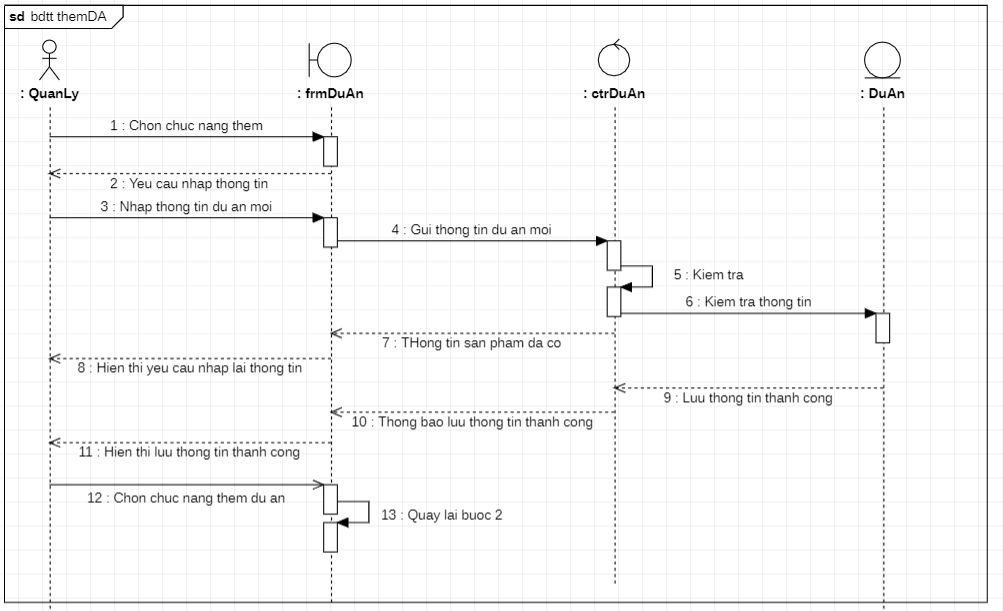 sd bdtt themDA
: QuanLy
: frmDuAn
: ctrDuAn
: DuAn
1 : Chon chuc nang them
2 : Yeu cau nhap thong tin
3 : Nhap thong tin du an moi
4 : Gui thong tin du an moi
5 : Kiem tra
6 : Kiem tra thong tin
7 : THong tin san pham da co
8 : Hien thi yeu cau nhap lai thong tin
9 : Luu thong tin thanh cong
10 : Thong bao luu thong tin thanh cong
11 : Hien thi luu thong tin thanh cong
12 : Chon chuc nang them du an
13 : Quay lai buoc 2